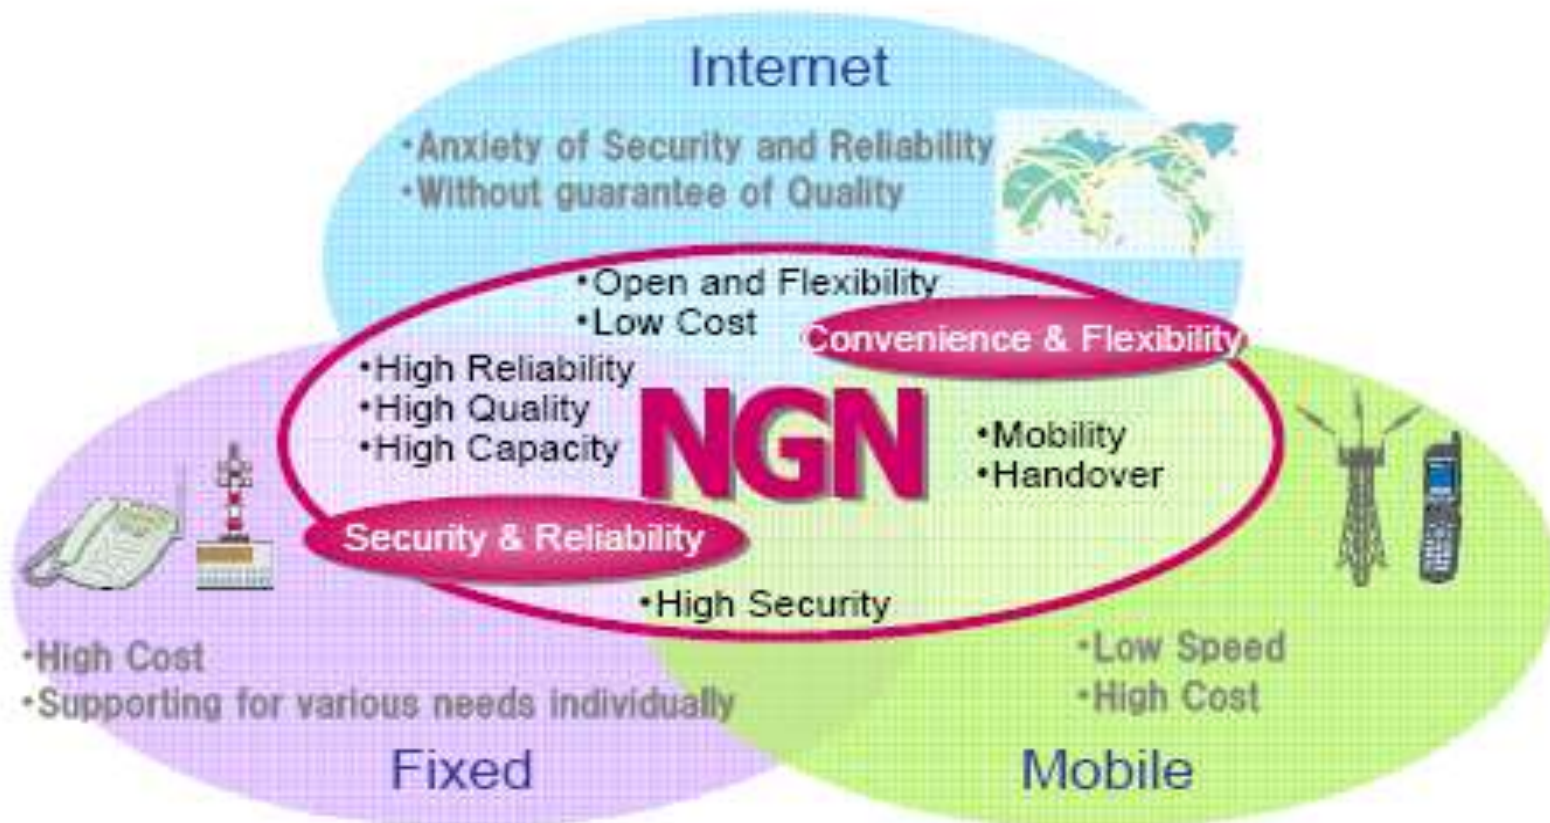 Internet
•Anxiety of Security and Reliability
•Without guarantee of Quality
•Open and Flexibility
•Low Cost
Convenience & Flexibility
•High Reliability
•High Quality
•High Capacity
NGN
•Mobility
•Handover
Security & Reliability
•High Security
•High Cost
•Supporting for various needs individually
Fixed
•Low Speed
•High Cost
Mobile